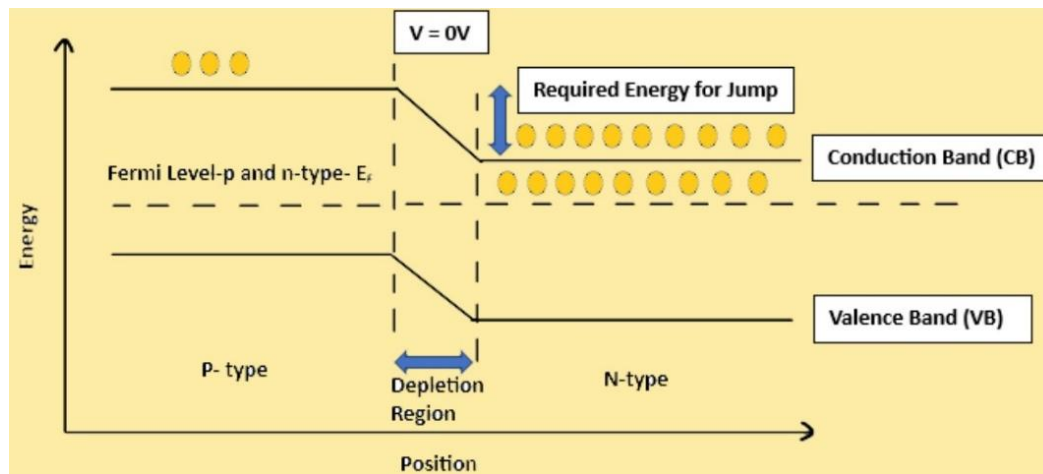 V = 0V
Required Energy for Jump
Conduction Band (CB)
Fermi Level-p and n-type- E_f
Energy
Valence Band (VB)
P- type
Depletion
Region
N-type
Position